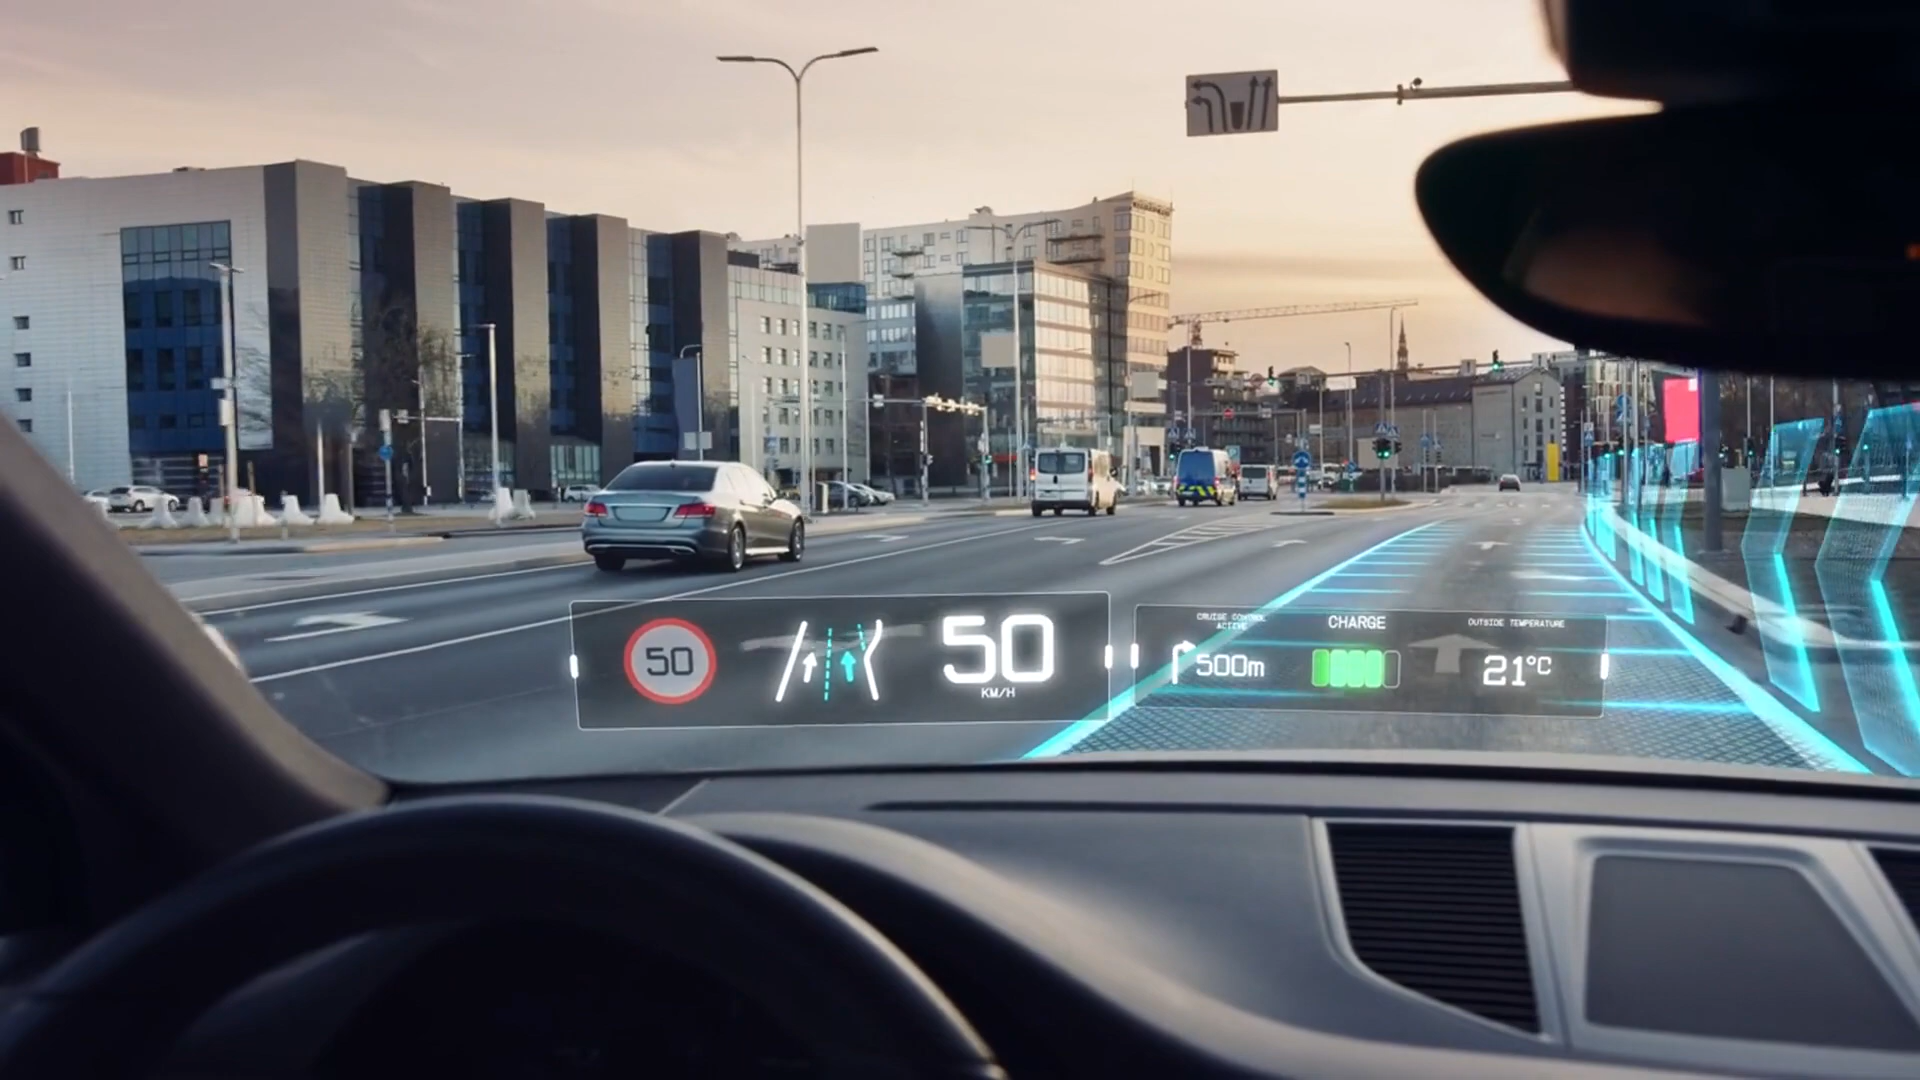 50
50
KM/H
CRUISE CONTROL
ACTIVE
500m
CHARGE
OUTSIDE TEMPERATURE
21°C